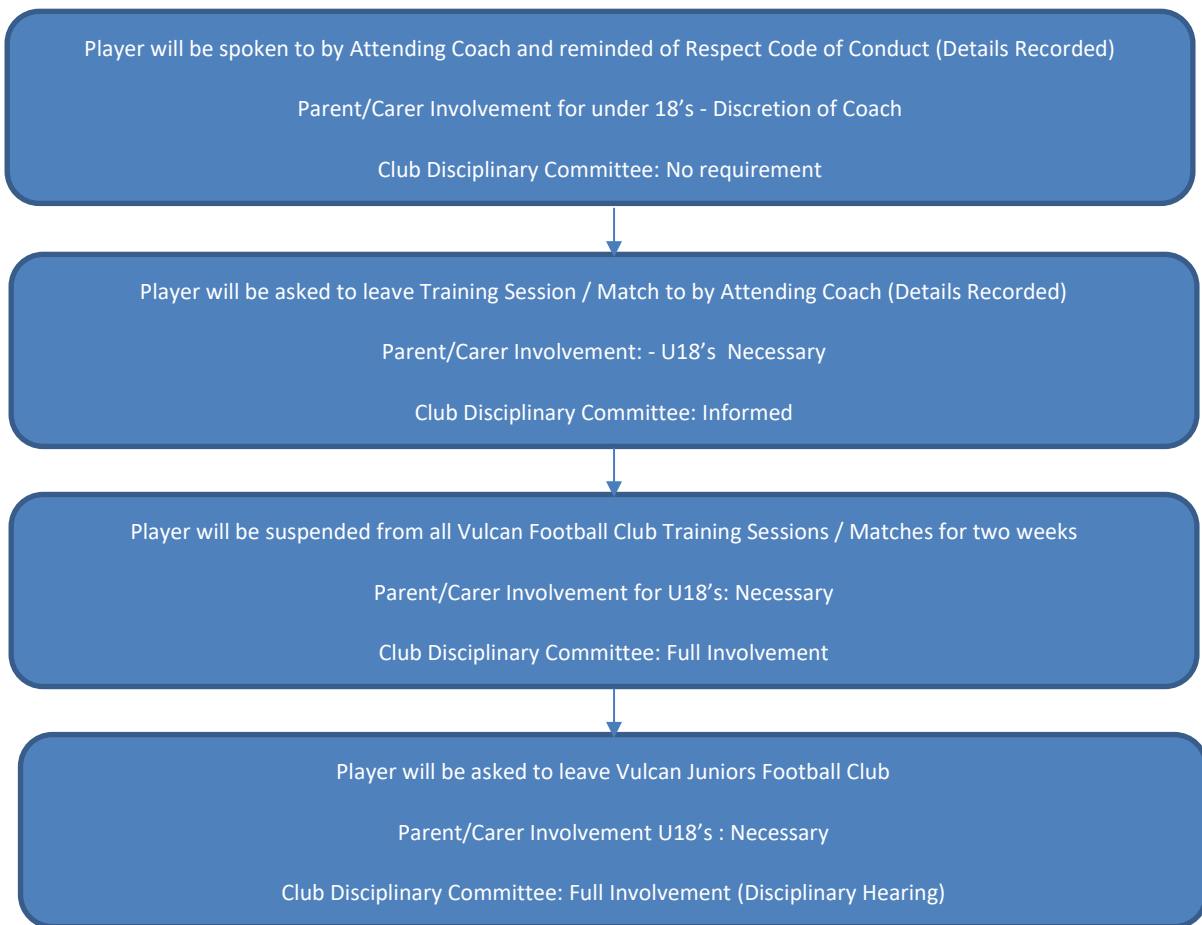 Player will be spoken to by Attending Coach and reminded of Respect Code of Conduct (Details Recorded)
Parent/Carer Involvement for under 18’s - Discretion of Coach
Club Disciplinary Committee: No requirement
Player will be asked to leave Training Session / Match to by Attending Coach (Details Recorded)
Parent/Carer Involvement: - U18’s  Necessary
Club Disciplinary Committee: Informed
Player will be suspended from all Vulcan Football Club Training Sessions / Matches for two weeks
Parent/Carer Involvement for U18’s: Necessary
Club Disciplinary Committee: Full Involvement
Player will be asked to leave Vulcan Juniors Football Club
Parent/Carer Involvement U18’s : Necessary
Club Disciplinary Committee: Full Involvement (Disciplinary Hearing)